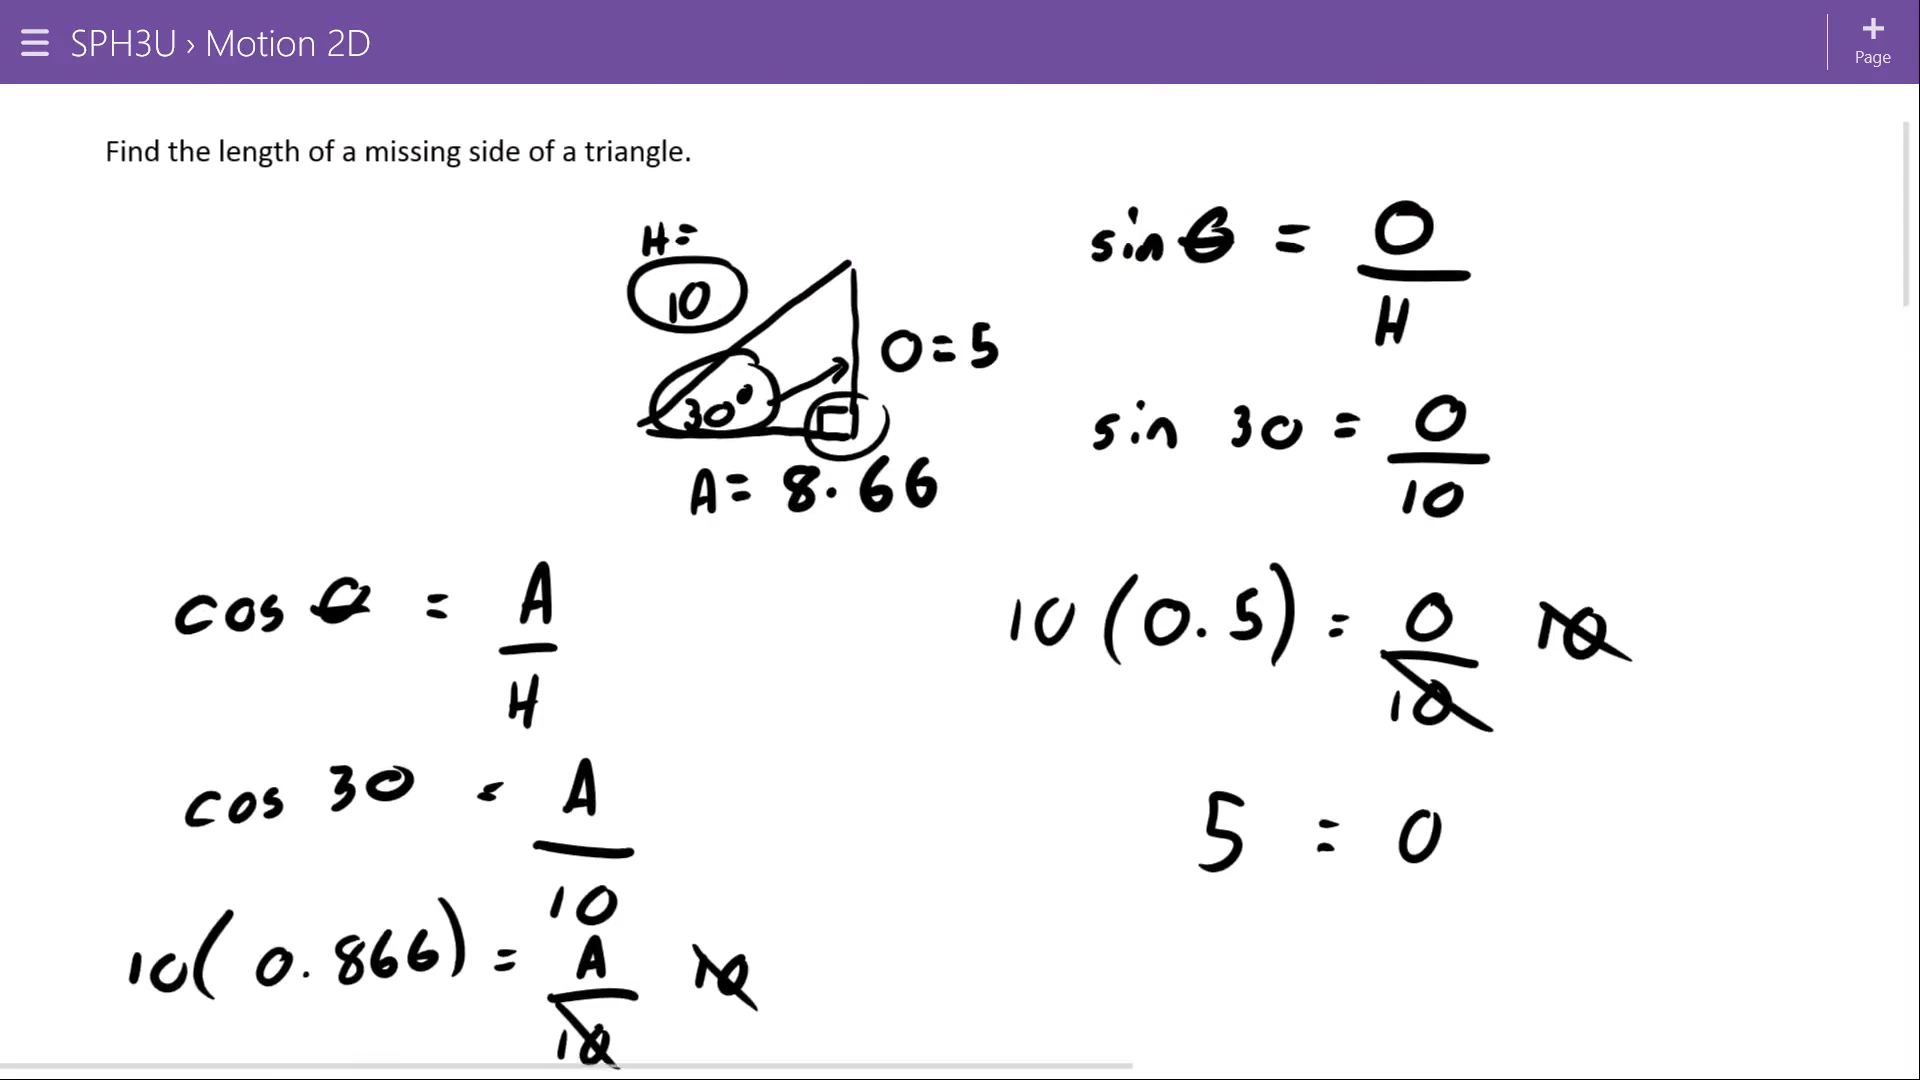 SPH3U › Motion 2D
+
Page
Find the length of a missing side of a triangle.
H=
10
30°
O=5
A= 8.66
sin θ = O
H
sin 30 = O
10
10(0.5) = O 10
10
5 = O
cos θ = A
H
cos 30 = A
10
10(0.866) = A 10
10